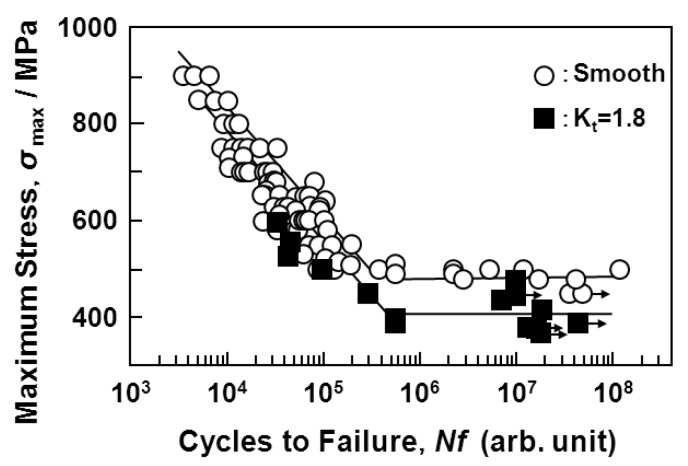 Maximum Stress, σmax / MPa
1000
800
600
400
○ : Smooth
■ : Kt=1.8
10³ 10⁴ 10⁵ 10⁶ 10⁷ 10⁸
Cycles to Failure, Nf (arb. unit)